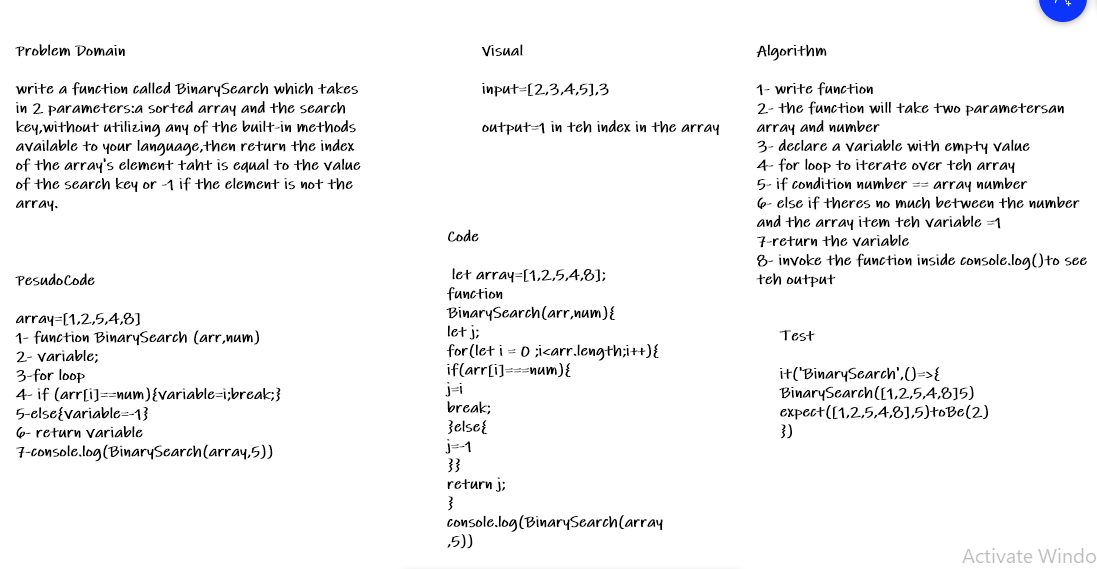 Problem Domain
write a function called BinarySearch which takes
in 2 parameters:a sorted array and the search
key,without utilizing any of the built-in methods
available to your language,then return the index
of the array's element taht is equal to the value
of the search key or -1 if the element is not the
array.
PesudoCode
array=[1,2,5,4,8]
1- function BinarySearch (arr,num)
2- variable;
3-for loop
4- if (arr[i]==num){variable=i;break;}
5-else{variable=-1}
6- return variable
7-console.log(BinarySearch(array,5))
Visual
input=[2,3,4,5],3
output=1 in teh index in the array
Code
let array=[1,2,5,4,8];
function
BinarySearch(arr,num){
let j;
for(let i = 0 ;i<arr.length;i++){
if(arr[i]===num){
j=i
break;
}else{
j=-1
}}
return j;
}
console.log(BinarySearch(array
,5))
Algorithm
1- write function
2- the function will take two parametersan
array and number
3- declare a variable with empty value
4- for loop to iterate over teh array
5- if condition number == array number
6- else if theres no much between the number
and the array item teh variable =1
7-return the variable
8- invoke the function inside console.log()to see
teh output
Test
it('BinarySearch',()=>{
BinarySearch([1,2,5,4,8]5)
expect([1,2,5,4,8],5)toBe(2)
})
Activate Windo